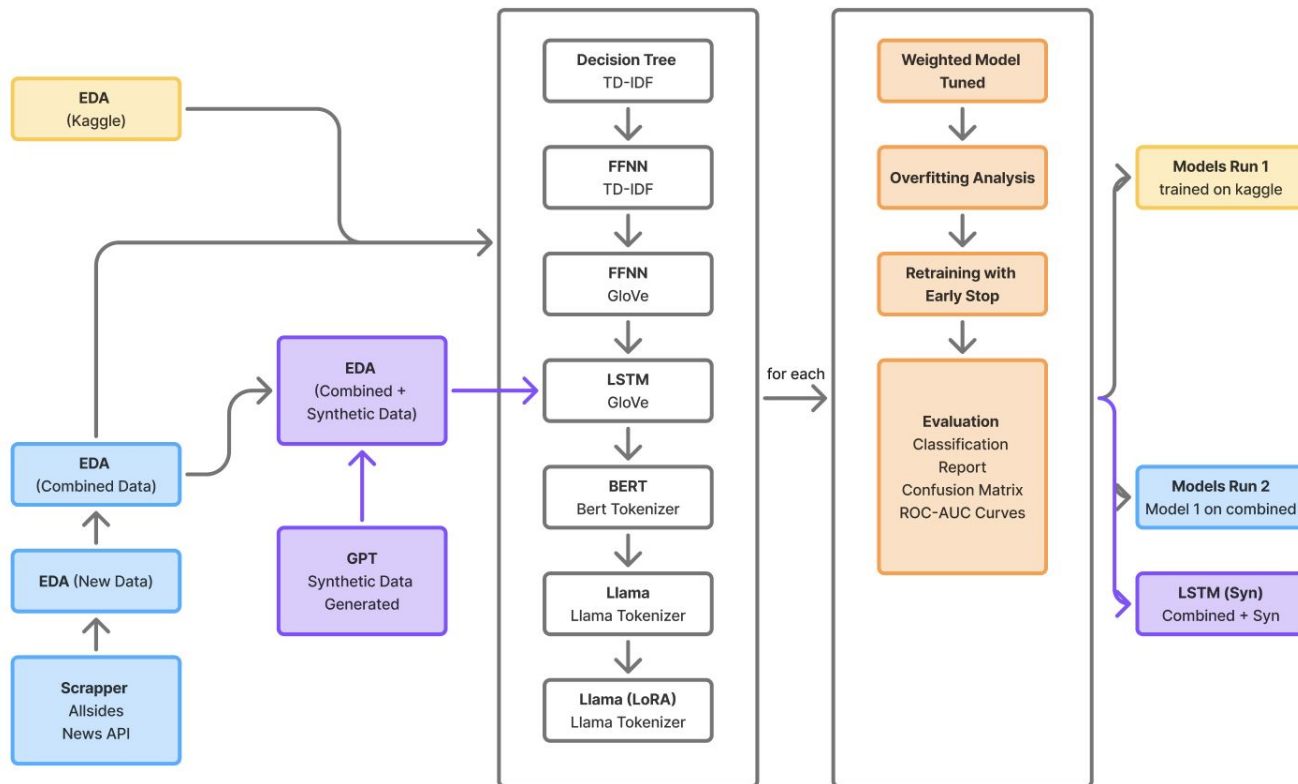 EDA
(Kaggle)
EDA
(Combined +
Synthetic Data)
EDA
(Combined Data)
EDA (New Data)
GPT
Synthetic Data
Generated
Scrapper
Allsides
News API
Decision Tree
TD-IDF
FFNN
TD-IDF
FFNN
GloVe
LSTM
GloVe
BERT
Bert Tokenizer
Llama
Llama Tokenizer
Llama (LoRA)
Llama Tokenizer
for each
Weighted Model
Tuned
Overfitting Analysis
Retraining with
Early Stop
Evaluation
Classification
Report
Confusion Matrix
ROC-AUC Curves
Models Run 1
trained on kaggle
Models Run 2
Model 1 on combined
LSTM (Syn)
Combined + Syn